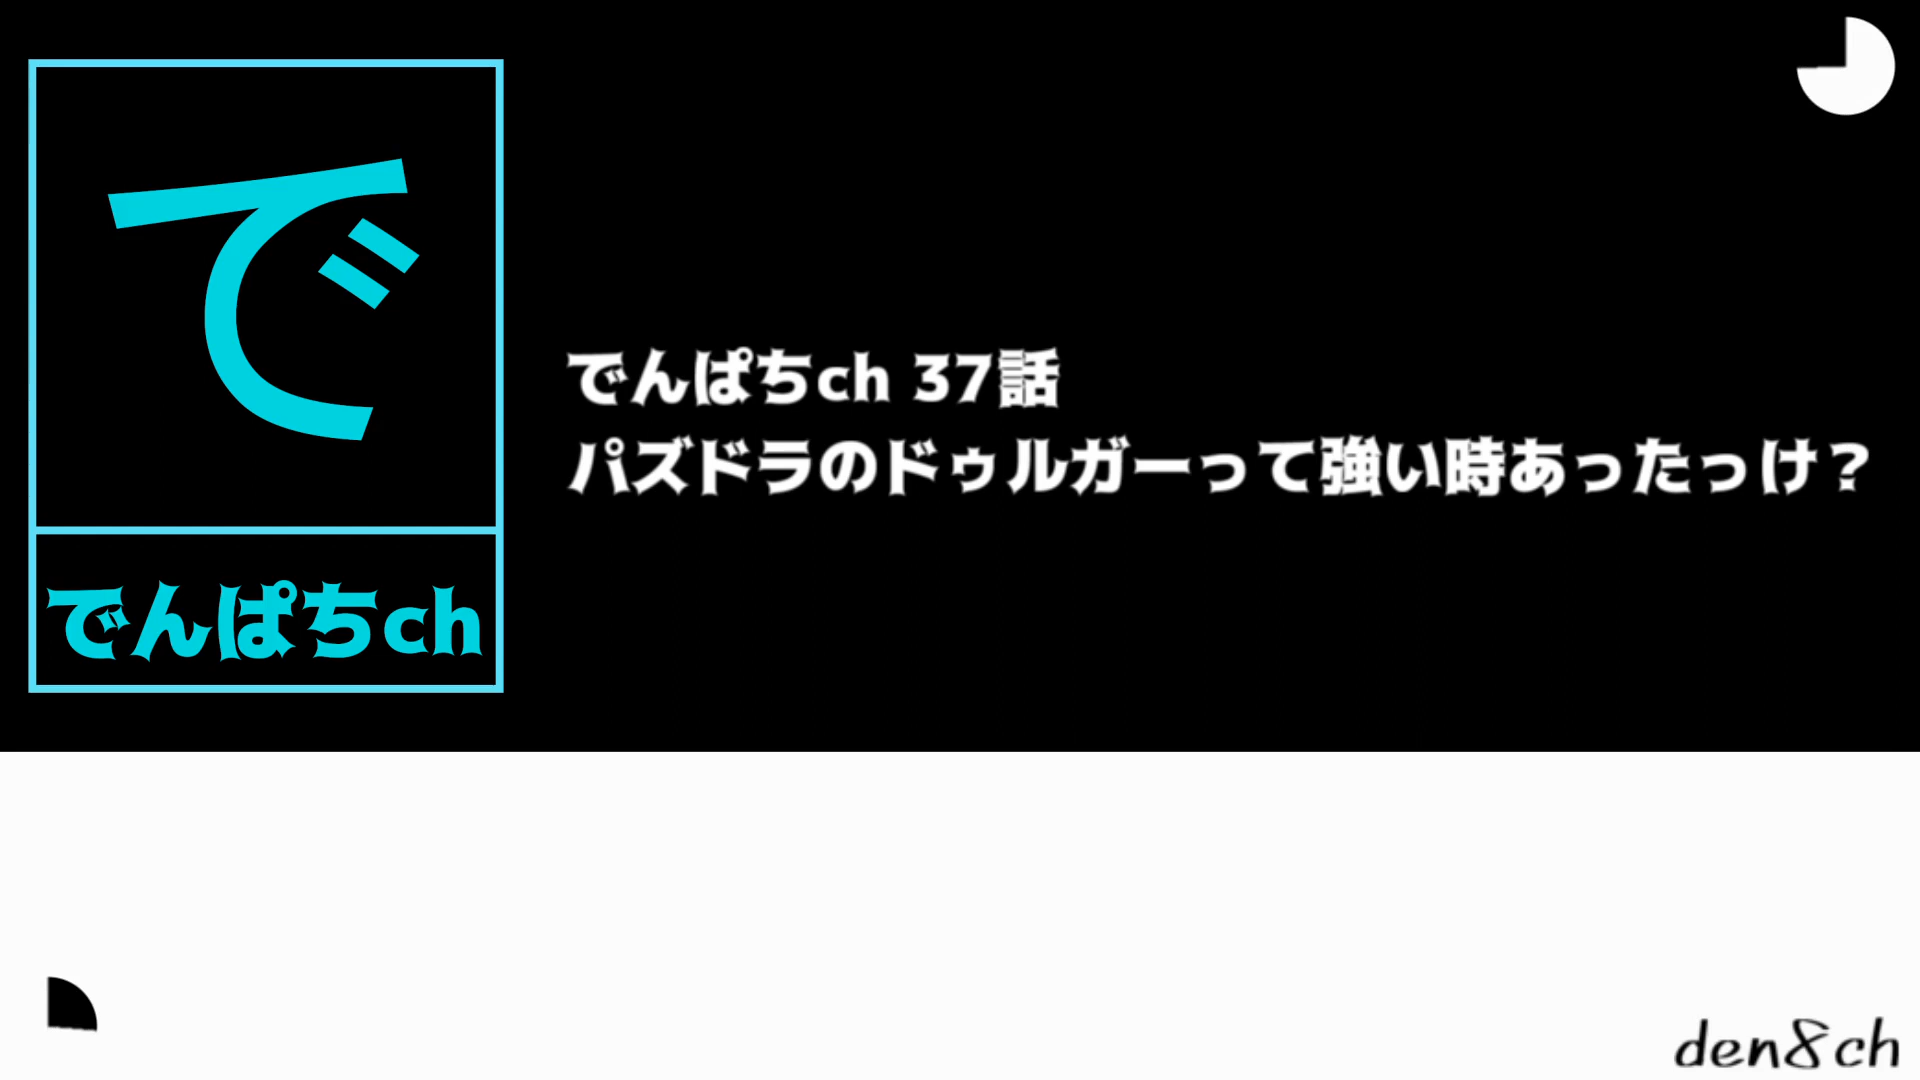 で
でんぱちch
でんぱちch 37話
パズドラのドゥルガーって強い時あったっけ？
den8ch